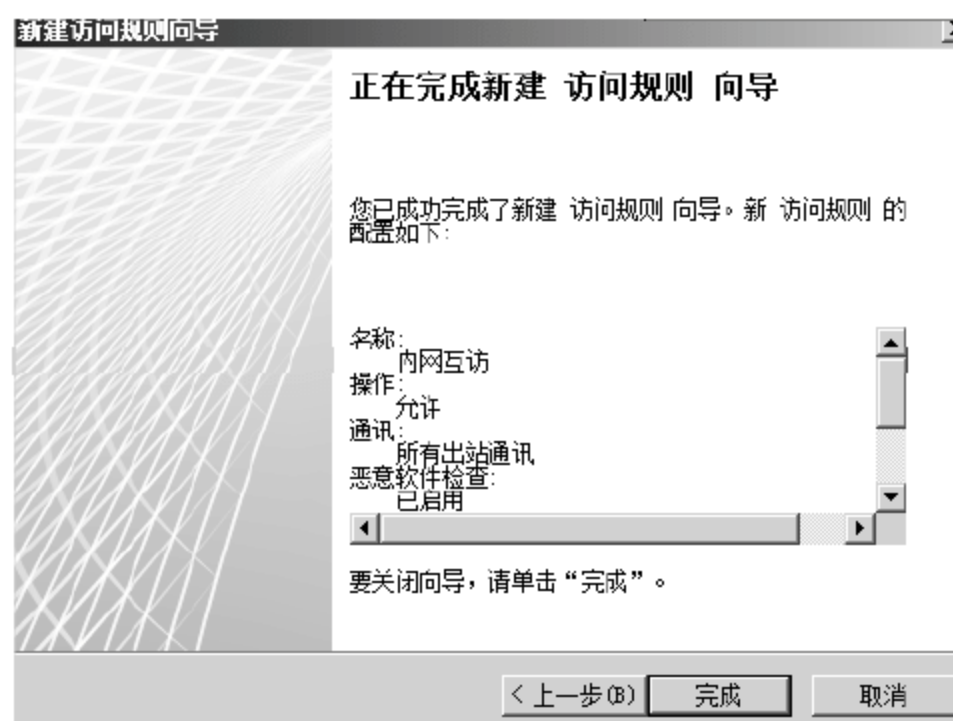 新建访问规则向导
正在完成新建 访问规则 向导
您已成功完成了新建 访问规则 向导。新 访问规则 的
配置如下:
名称:
内网互访
操作:
允许
通讯:
所有出站通讯
恶意软件检查:
已启用
要关闭向导，请单击“完成”。
< 上一步(B) 完成 取消